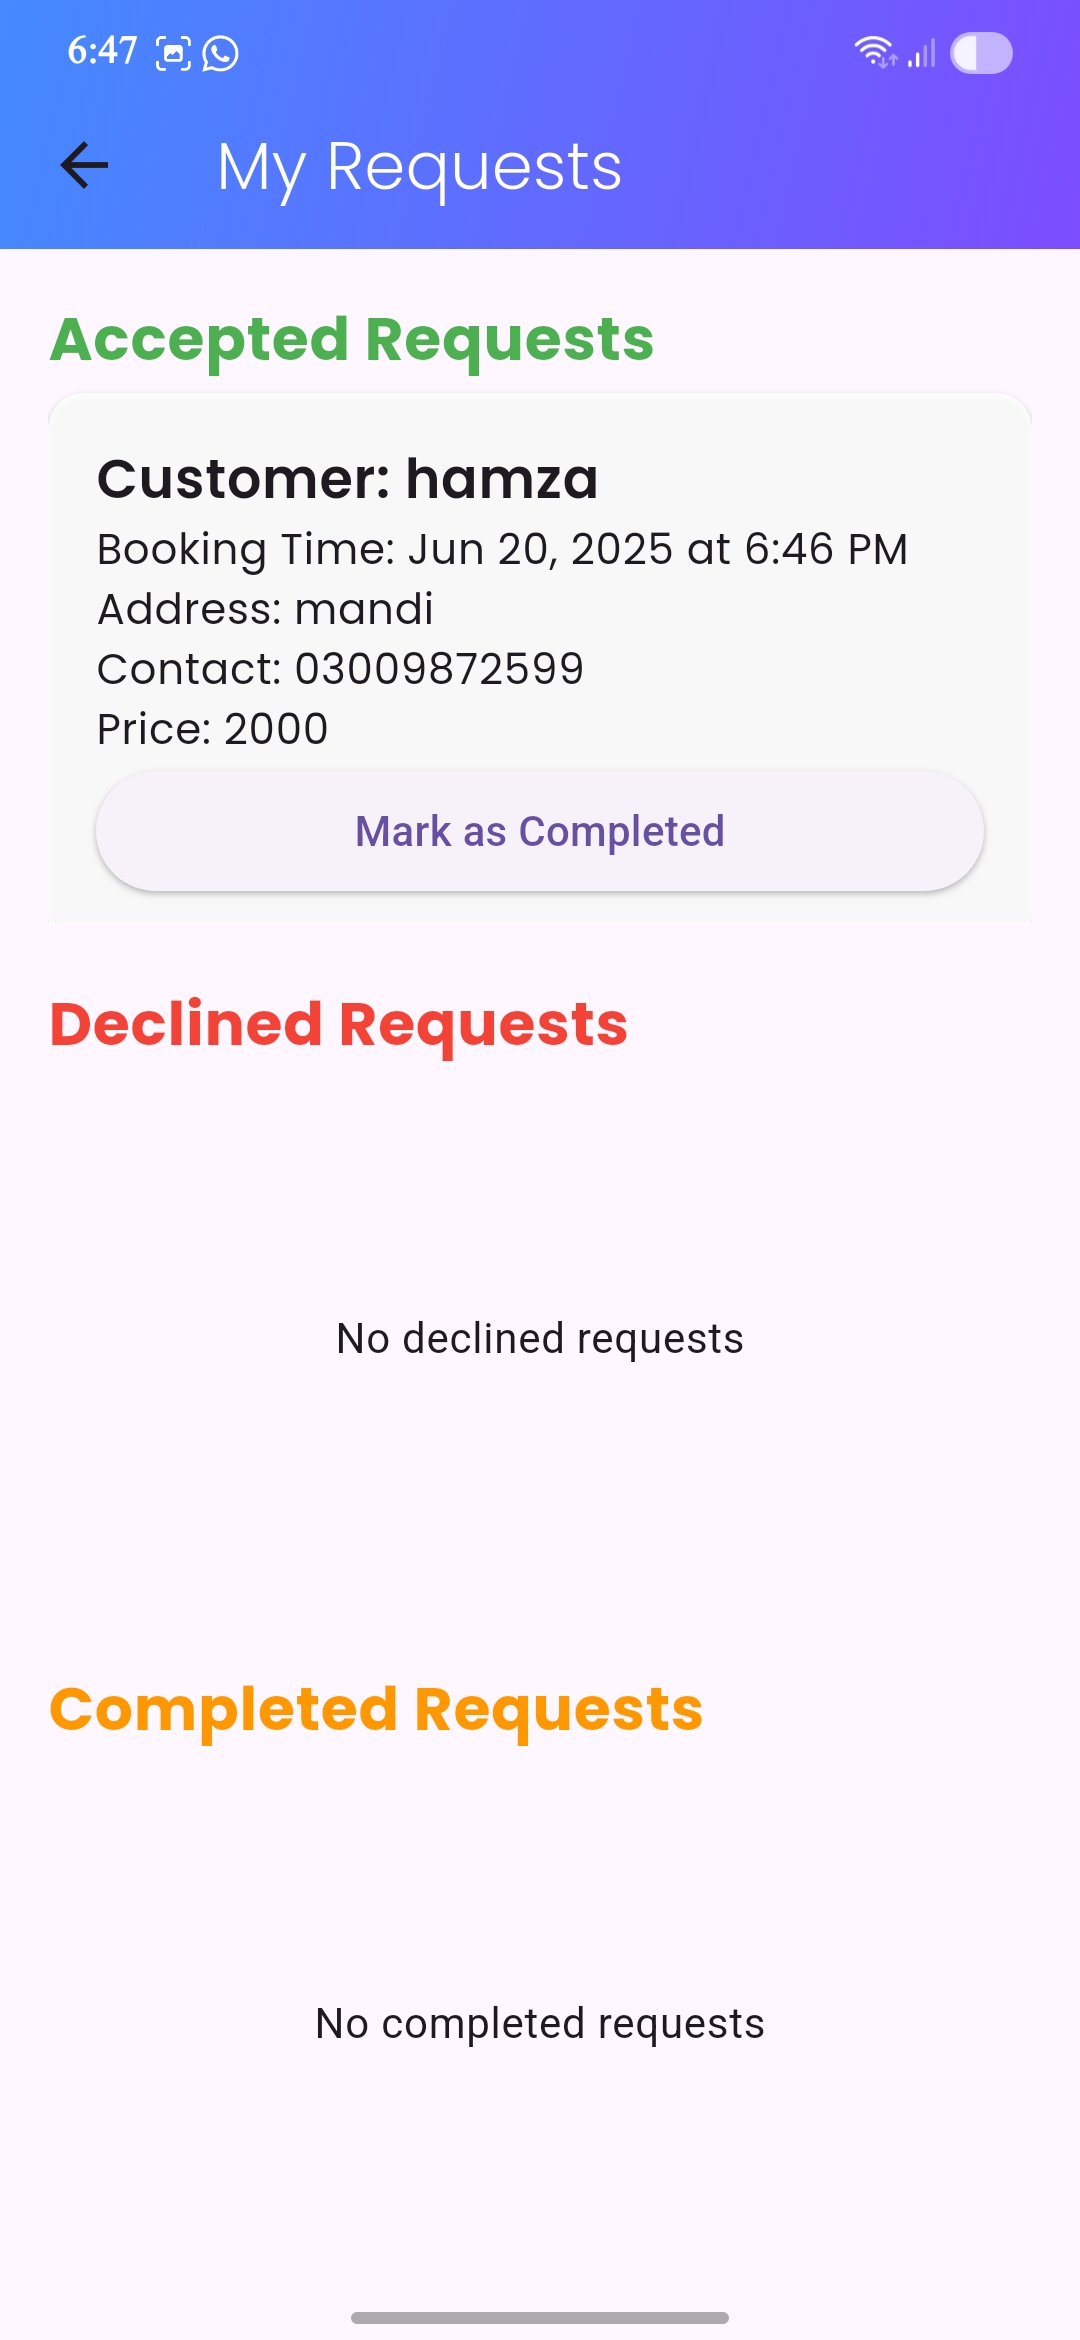 6:47
My Requests
Accepted Requests
Customer: hamza
Booking Time: Jun 20, 2025 at 6:46 PM
Address: mandi
Contact: 03009872599
Price: 2000
Mark as Completed
Declined Requests
No declined requests
Completed Requests
No completed requests